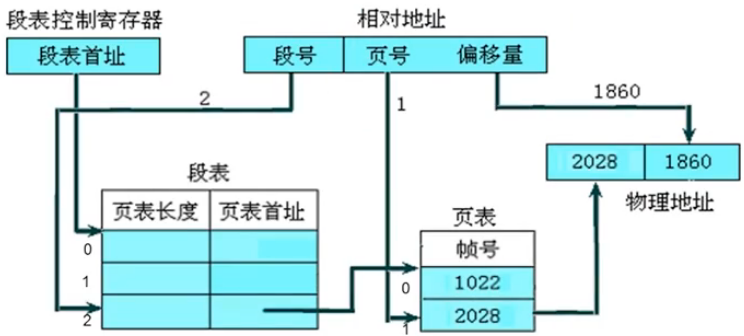 段表控制寄存器
相对地址
段表首址
段号 页号 偏移量
2
1
1860
2028 1860
物理地址
段表
页表长度 页表首址
0
1
2
页表
帧号
0 1022
1 2028